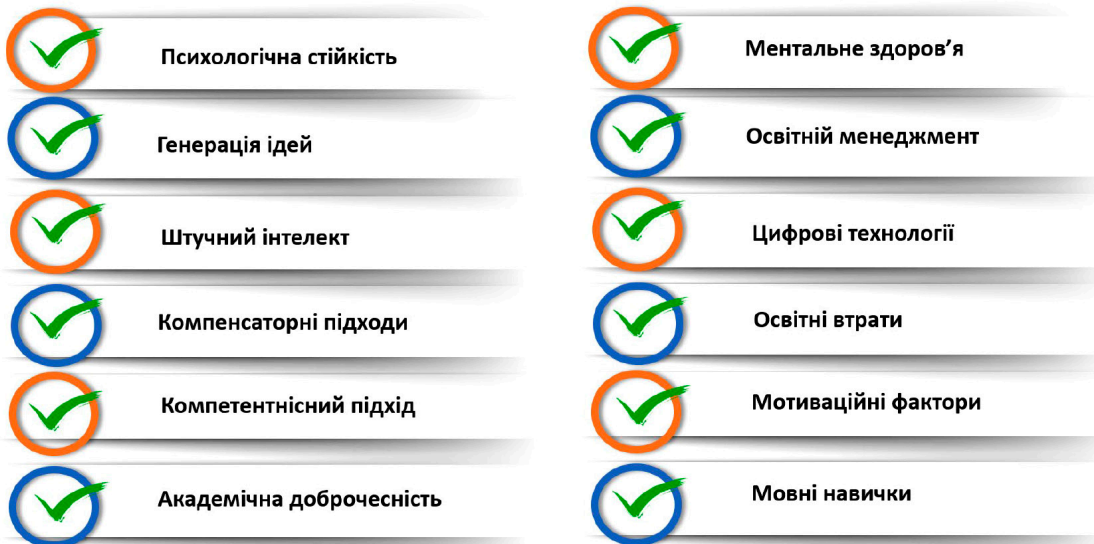 Психологічна стійкість
Генерація ідей
Штучний інтелект
Компенсаторні підходи
Компетентнісний підхід
Академічна доброчесність
Ментальне здоров’я
Освітній менеджмент
Цифрові технології
Освітні втрати
Мотиваційні фактори
Мовні навички